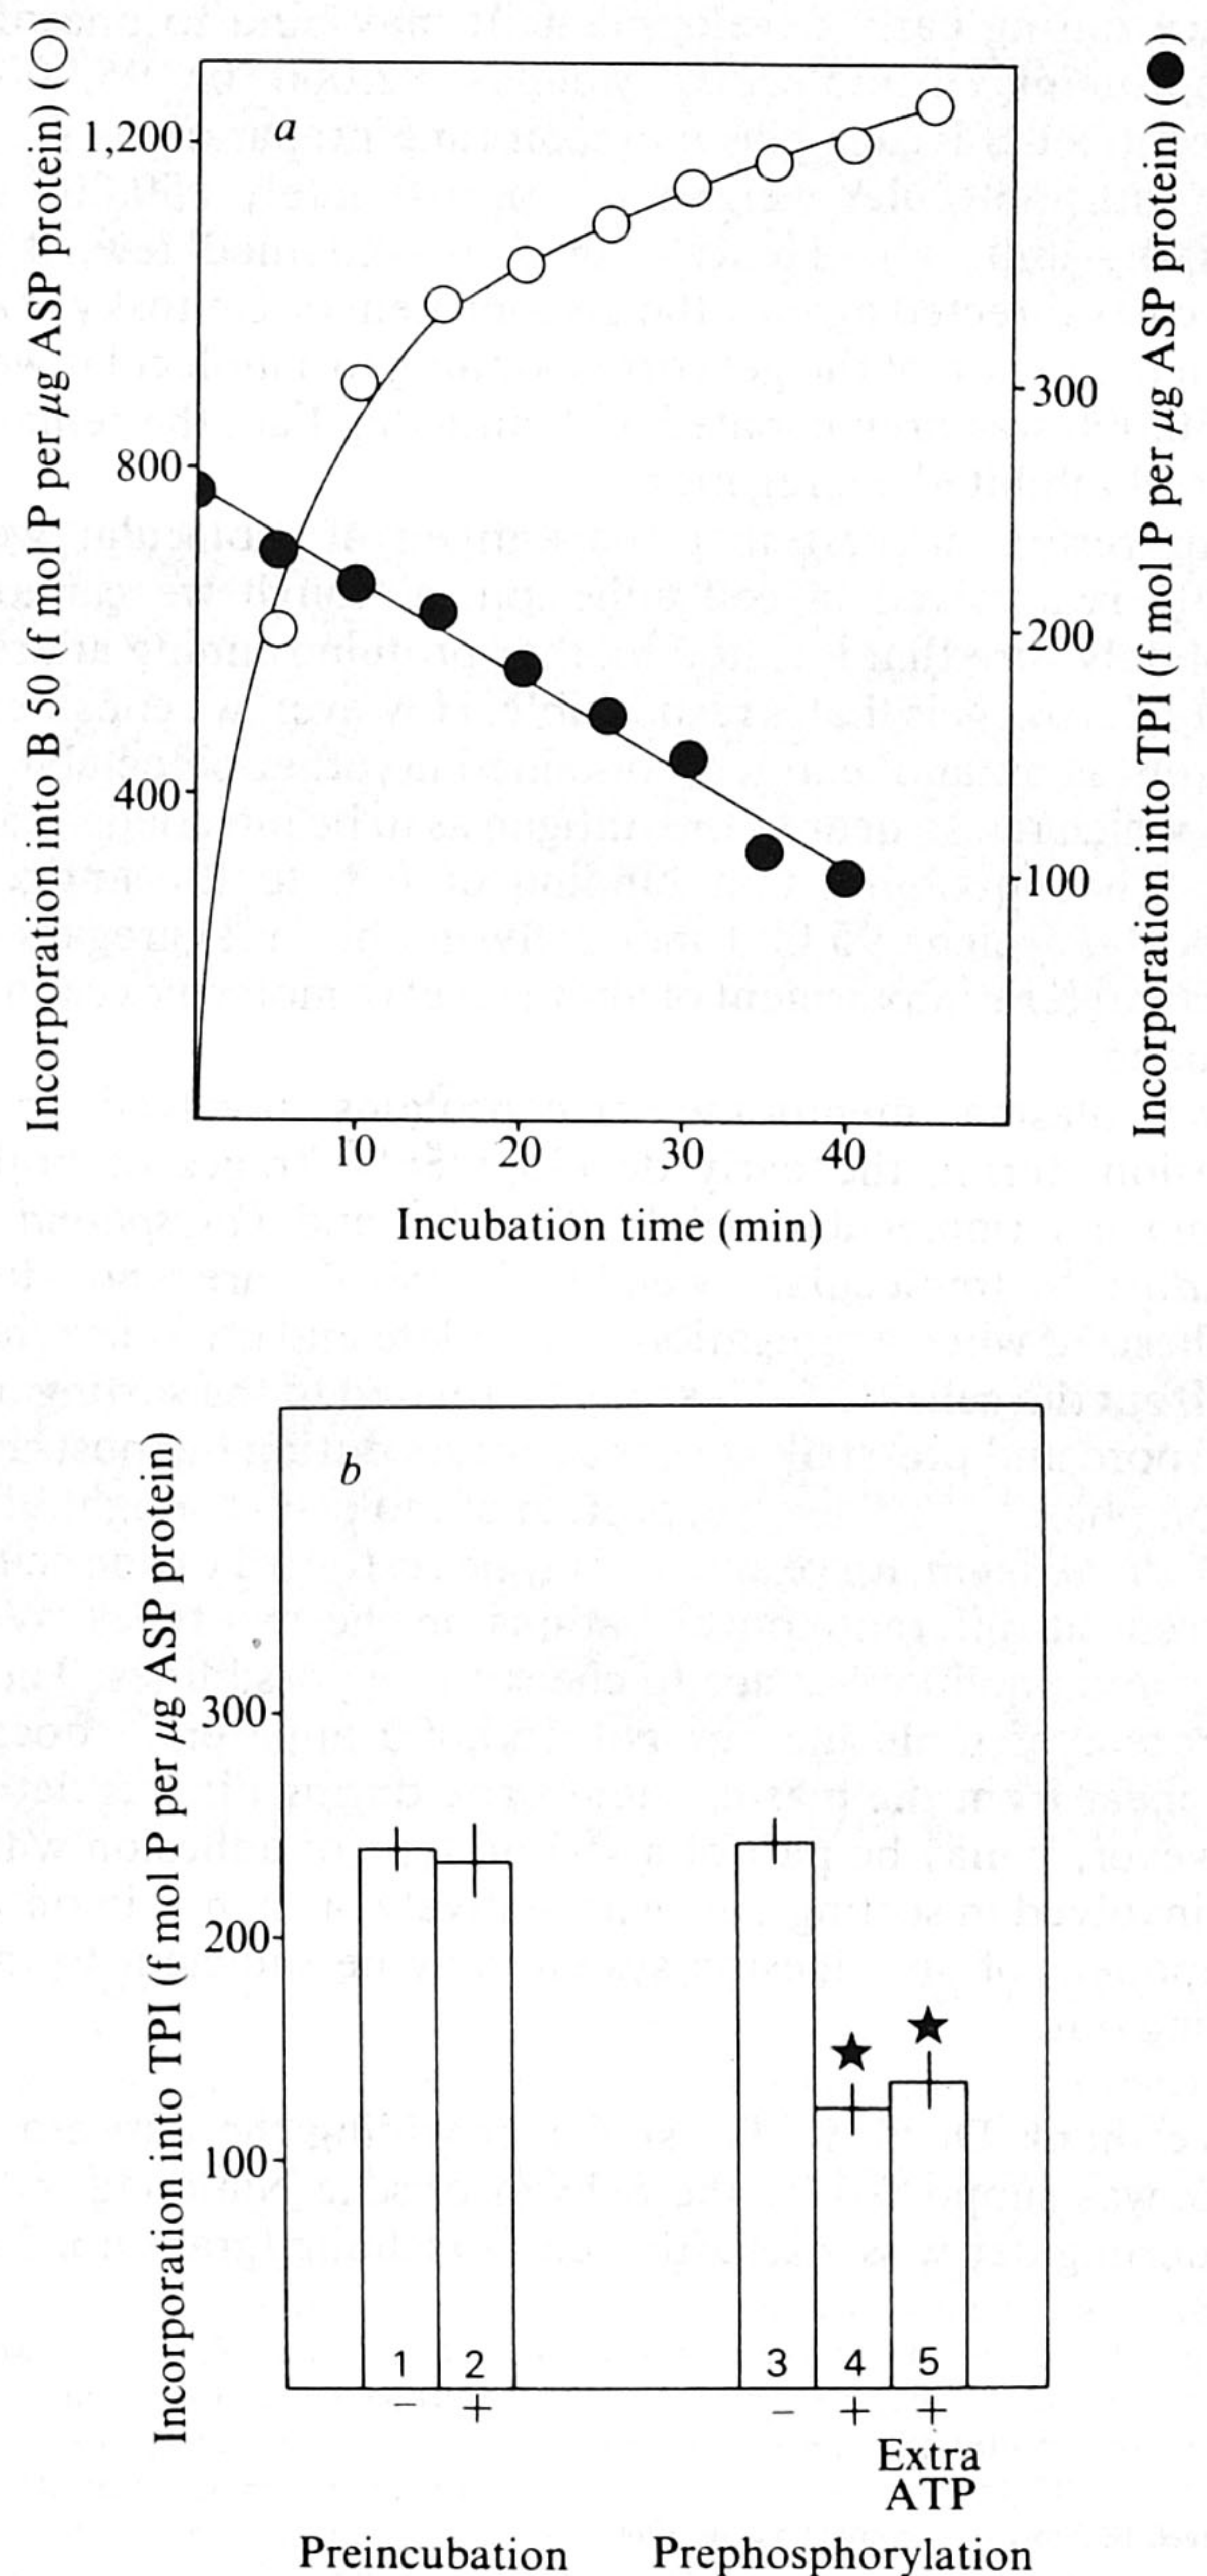 Incorporation into B 50 (f mol P per μg ASP protein) (○)
a
1,200
800
400
300
200
100
Incorporation into TPI (f mol P per μg ASP protein) (●)
10 20 30 40
Incubation time (min)
b
Incorporation into TPI (f mol P per μg ASP protein)
300
200
100
★ ★
1 2 3 4 5
− + − + +
Extra
ATP
Preincubation Prephosphorylation